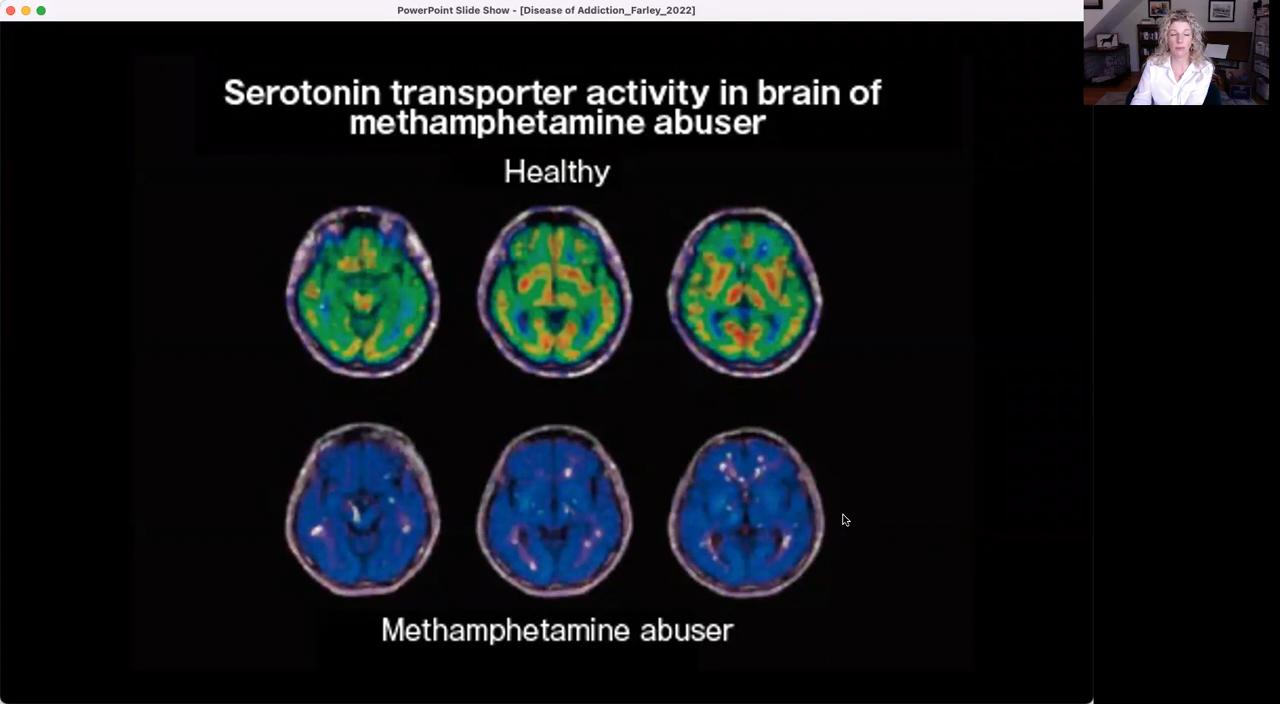 PowerPoint Slide Show - [Disease of Addiction_Farley_2022]
Serotonin transporter activity in brain of
methamphetamine abuser
Healthy
Methamphetamine abuser